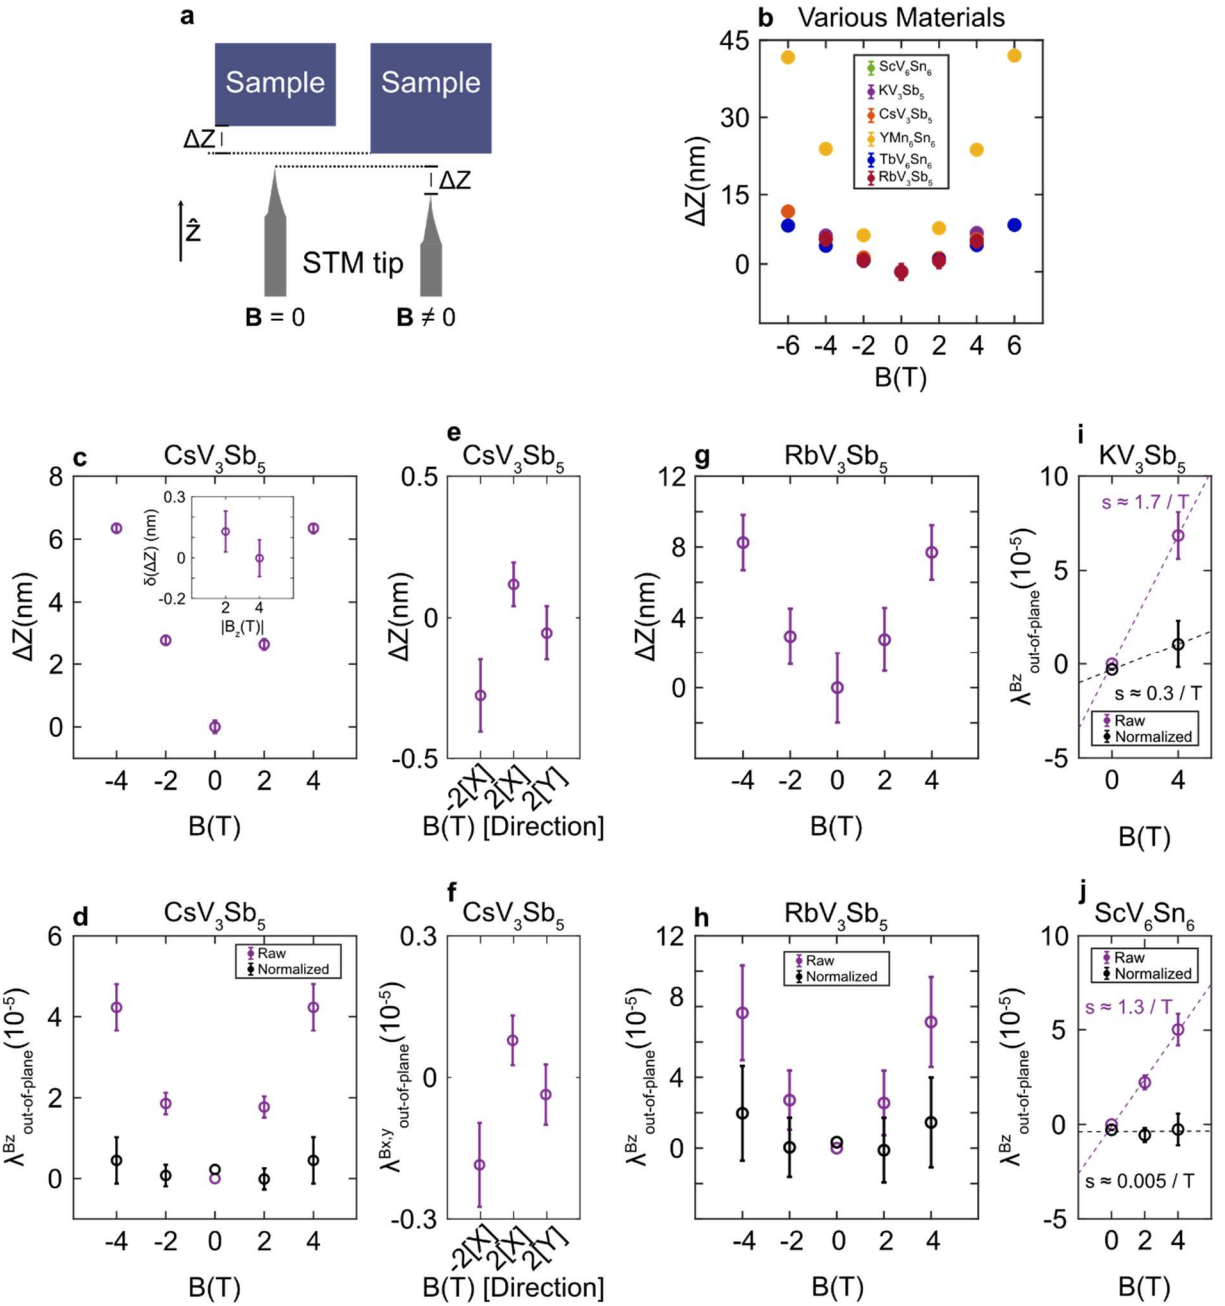 a
Sample
Sample
ΔZ
ΔZ
ẑ
STM tip
B = 0
B ≠ 0
b
Various Materials
45
30
15
0
ΔZ(nm)
ScV6Sn6
KV3Sb5
CsV3Sb5
YMn6Sn6
TbV6Sn6
RbV3Sb5
-6 -4 -2 0 2 4 6
B(T)
c
CsV3Sb5
8
6
4
2
0
ΔZ(nm)
0.3
0
-0.2
δ(ΔZ) (nm)
2 4
|Bz(T)|
-4 -2 0 2 4
B(T)
e
CsV3Sb5
0.5
0
-0.5
ΔZ(nm)
-2[X] 2[X] 2[Y]
B(T) [Direction]
g
RbV3Sb5
12
8
4
0
ΔZ(nm)
-4 -2 0 2 4
B(T)
i
KV3Sb5
10
5
0
-5
λBz out-of-plane(10-5)
s ≈ 1.7 / T
s ≈ 0.3 / T
Raw
Normalized
0 4
B(T)
d
CsV3Sb5
6
4
2
0
λBz out-of-plane(10-5)
Raw
Normalized
-4 -2 0 2 4
B(T)
f
CsV3Sb5
0.3
0
-0.3
λBx,y out-of-plane(10-5)
-2[X] 2[X] 2[Y]
B(T) [Direction]
h
RbV3Sb5
12
8
4
0
λBz out-of-plane(10-5)
Raw
Normalized
-4 -2 0 2 4
B(T)
j
ScV6Sn6
10
5
0
-5
λBz out-of-plane(10-5)
Raw
Normalized
s ≈ 1.3 / T
s ≈ 0.005 / T
0 2 4
B(T)